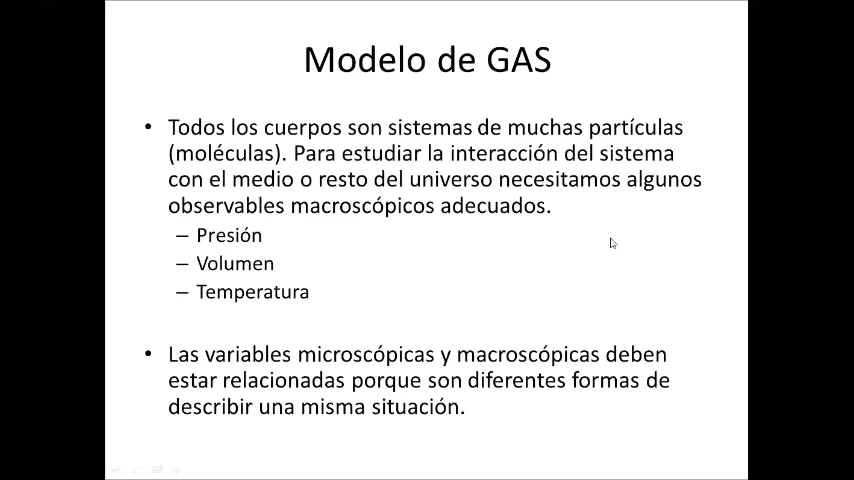 Modelo de GAS
• Todos los cuerpos son sistemas de muchas partículas
(moléculas). Para estudiar la interacción del sistema
con el medio o resto del universo necesitamos algunos
observables macroscópicos adecuados.
– Presión
– Volumen
– Temperatura
• Las variables microscópicas y macroscópicas deben
estar relacionadas porque son diferentes formas de
describir una misma situación.